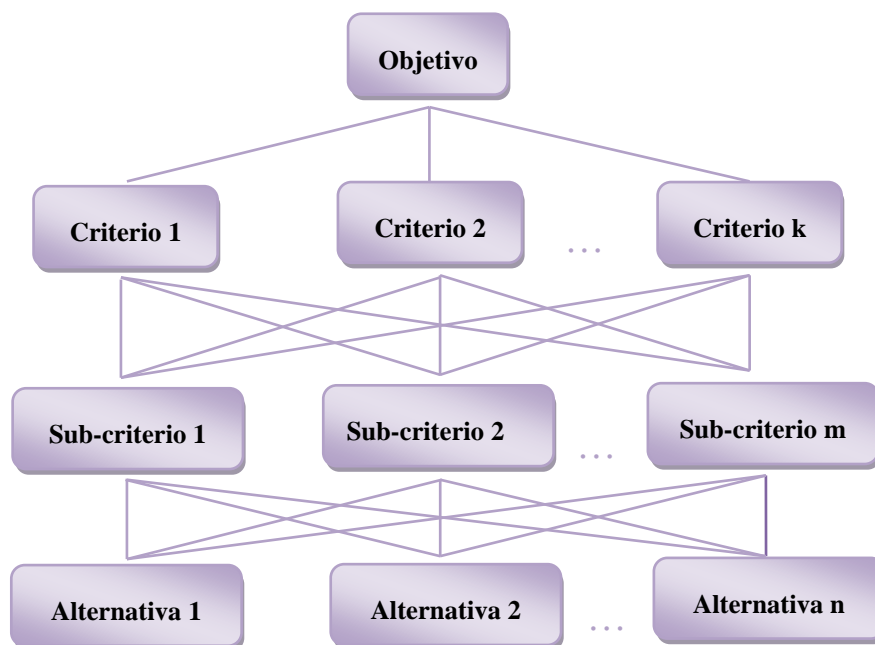 Objetivo
Criterio 1
Criterio 2
...
Criterio k
Sub-criterio 1
Sub-criterio 2
...
Sub-criterio m
Alternativa 1
Alternativa 2
...
Alternativa n